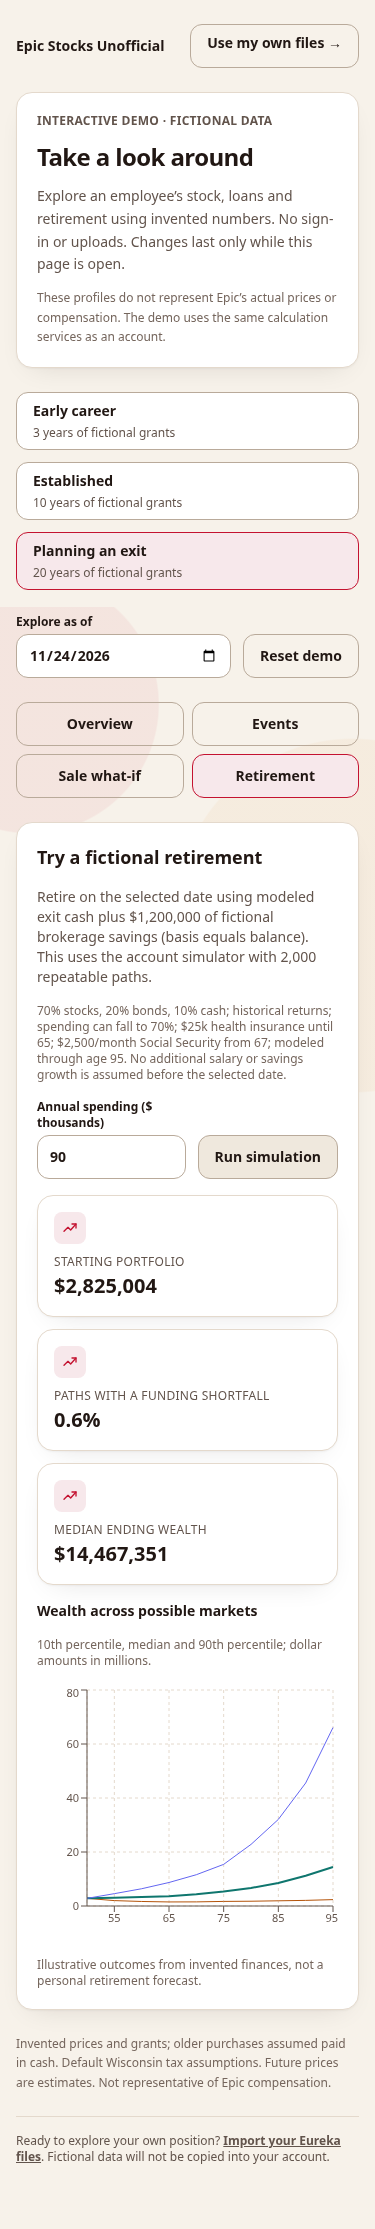 Epic Stocks Unofficial
Use my own files →
INTERACTIVE DEMO · FICTIONAL DATA
Take a look around
Explore an employee’s stock, loans and
retirement using invented numbers. No sign-
in or uploads. Changes last only while this
page is open.
These profiles do not represent Epic’s actual prices or
compensation. The demo uses the same calculation
services as an account.
Early career
3 years of fictional grants
Established
10 years of fictional grants
Planning an exit
20 years of fictional grants
Explore as of
11/24/2026
Reset demo
Overview
Events
Sale what-if
Retirement
Try a fictional retirement
Retire on the selected date using modeled
exit cash plus $1,200,000 of fictional
brokerage savings (basis equals balance).
This uses the account simulator with 2,000
repeatable paths.
70% stocks, 20% bonds, 10% cash; historical returns;
spending can fall to 70%; $25k health insurance until
65; $2,500/month Social Security from 67; modeled
through age 95. No additional salary or savings
growth is assumed before the selected date.
Annual spending ($
thousands)
90
Run simulation
STARTING PORTFOLIO
$2,825,004
PATHS WITH A FUNDING SHORTFALL
0.6%
MEDIAN ENDING WEALTH
$14,467,351
Wealth across possible markets
10th percentile, median and 90th percentile; dollar
amounts in millions.
80
60
40
20
0
55 65 75 85 95
Illustrative outcomes from invented finances, not a
personal retirement forecast.
Invented prices and grants; older purchases assumed paid
in cash. Default Wisconsin tax assumptions. Future prices
are estimates. Not representative of Epic compensation.
Ready to explore your own position? Import your Eureka
files. Fictional data will not be copied into your account.